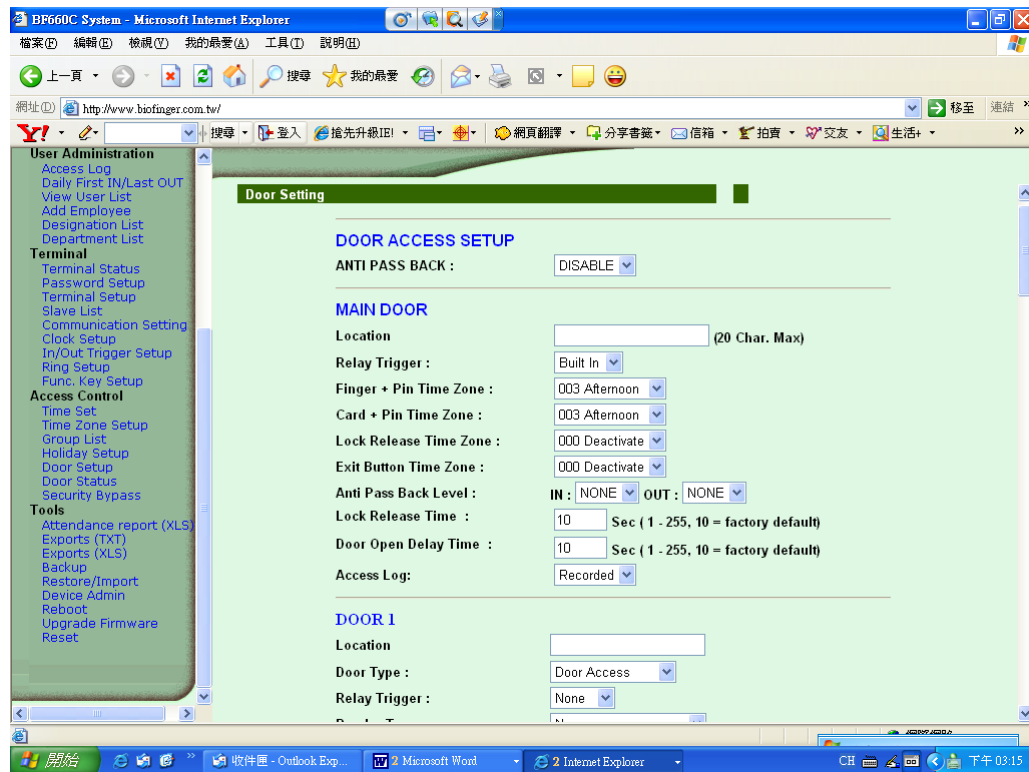 BF660C System - Microsoft Internet Explorer
檔案(F) 編輯(E) 檢視(V) 我的最愛(A) 工具(T) 說明(H)
上一頁 搜尋 我的最愛
網址(D) http://www.biofinger.com.tw/ 移至 連結 »
Y! 搜尋 登入 搶先升級IE! 網頁翻譯 分享書籤 信箱 拍賣 交友 生活+ »
User Administration
Access Log
Daily First IN/Last OUT
View User List
Add Employee
Designation List
Department List
Terminal
Terminal Status
Password Setup
Terminal Setup
Slave List
Communication Setting
Clock Setup
In/Out Trigger Setup
Ring Setup
Func. Key Setup
Access Control
Time Set
Time Zone Setup
Group List
Holiday Setup
Door Setup
Door Status
Security Bypass
Tools
Attendance report (XLS)
Exports (TXT)
Exports (XLS)
Backup
Restore/Import
Device Admin
Reboot
Upgrade Firmware
Reset
Door Setting
DOOR ACCESS SETUP
ANTI PASS BACK : DISABLE
MAIN DOOR
Location (20 Char. Max)
Relay Trigger : Built In
Finger + Pin Time Zone : 003 Afternoon
Card + Pin Time Zone : 003 Afternoon
Lock Release Time Zone : 000 Deactivate
Exit Button Time Zone : 000 Deactivate
Anti Pass Back Level : IN : NONE OUT : NONE
Lock Release Time : 10 Sec ( 1 - 255, 10 = factory default)
Door Open Delay Time : 10 Sec ( 1 - 255, 10 = factory default)
Access Log: Recorded
DOOR 1
Location
Door Type : Door Access
Relay Trigger : None
開始 » 收件匣 - Outlook Exp... 2 Microsoft Word 2 Internet Explorer CH 下午 03:15